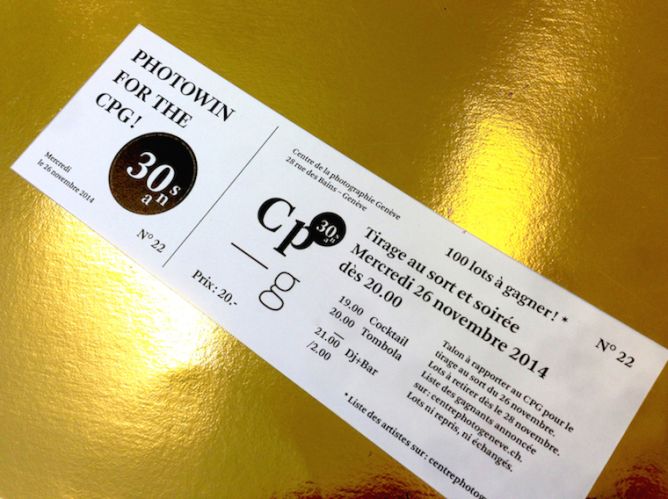 PHOTOWIN
FOR THE
CPG!
30
ans
Mercredi
le 26 novembre 2014
N° 22
Centre de la photographie Genève
28 rue des Bains – Genève
Cp
30
ans
g
Prix: 20.-
100 lots à gagner! *
Tirage au sort et soirée
Mercredi 26 novembre 2014
dès 20.00
19.00 Cocktail
20.00 Tombola
—
21.00 Dj+Bar
/2.00
N° 22
Talon à rapporter au CPG pour le
tirage au sort du 26 novembre.
Lots à retirer dès le 28 novembre.
Liste des gagnants annoncée
sur: centrephotogeneve.ch.
Lots ni repris, ni échangés.
* Liste des artistes sur: centrephotog